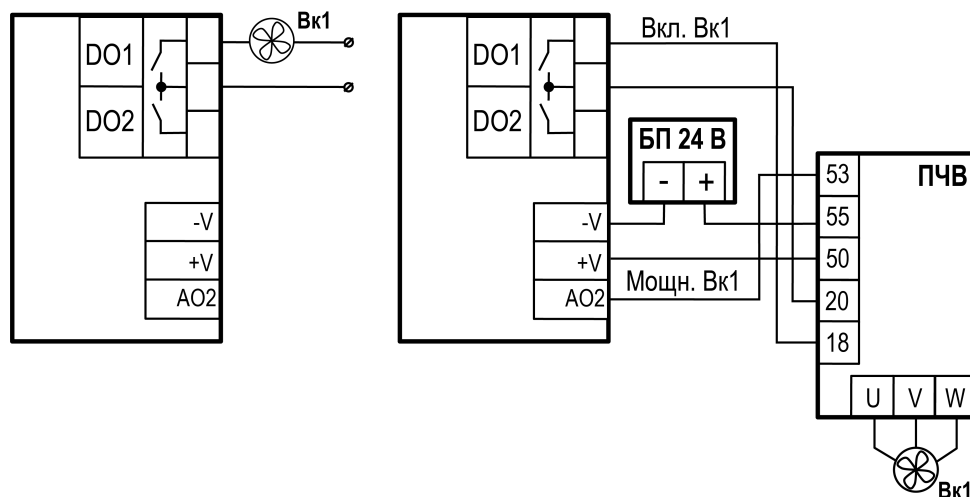 Вк1
DO1
DO2
-V
+V
AO2
DO1
DO2
-V
+V
AO2
Вкл. Вк1
БП 24 В
- +
Мощн. Вк1
ПЧВ
53
55
50
20
18
U V W
Вк1